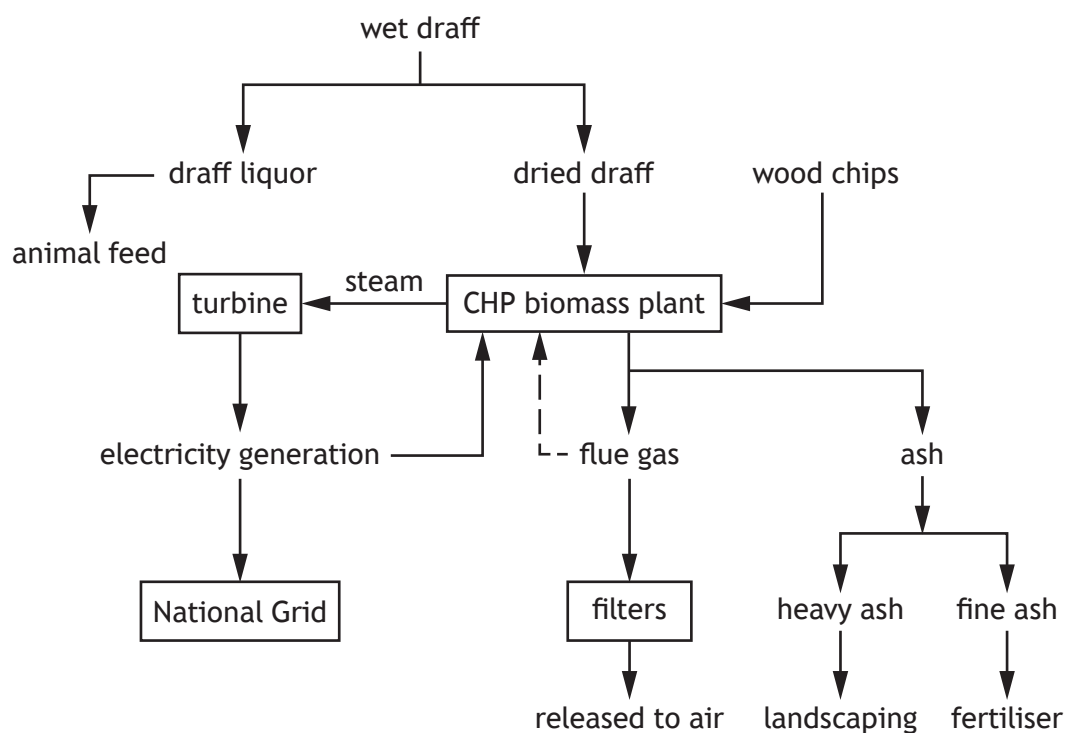 wet draff
draff liquor
dried draff
wood chips
animal feed
steam
turbine
CHP biomass plant
electricity generation
flue gas
ash
National Grid
filters
heavy ash
fine ash
released to air
landscaping
fertiliser